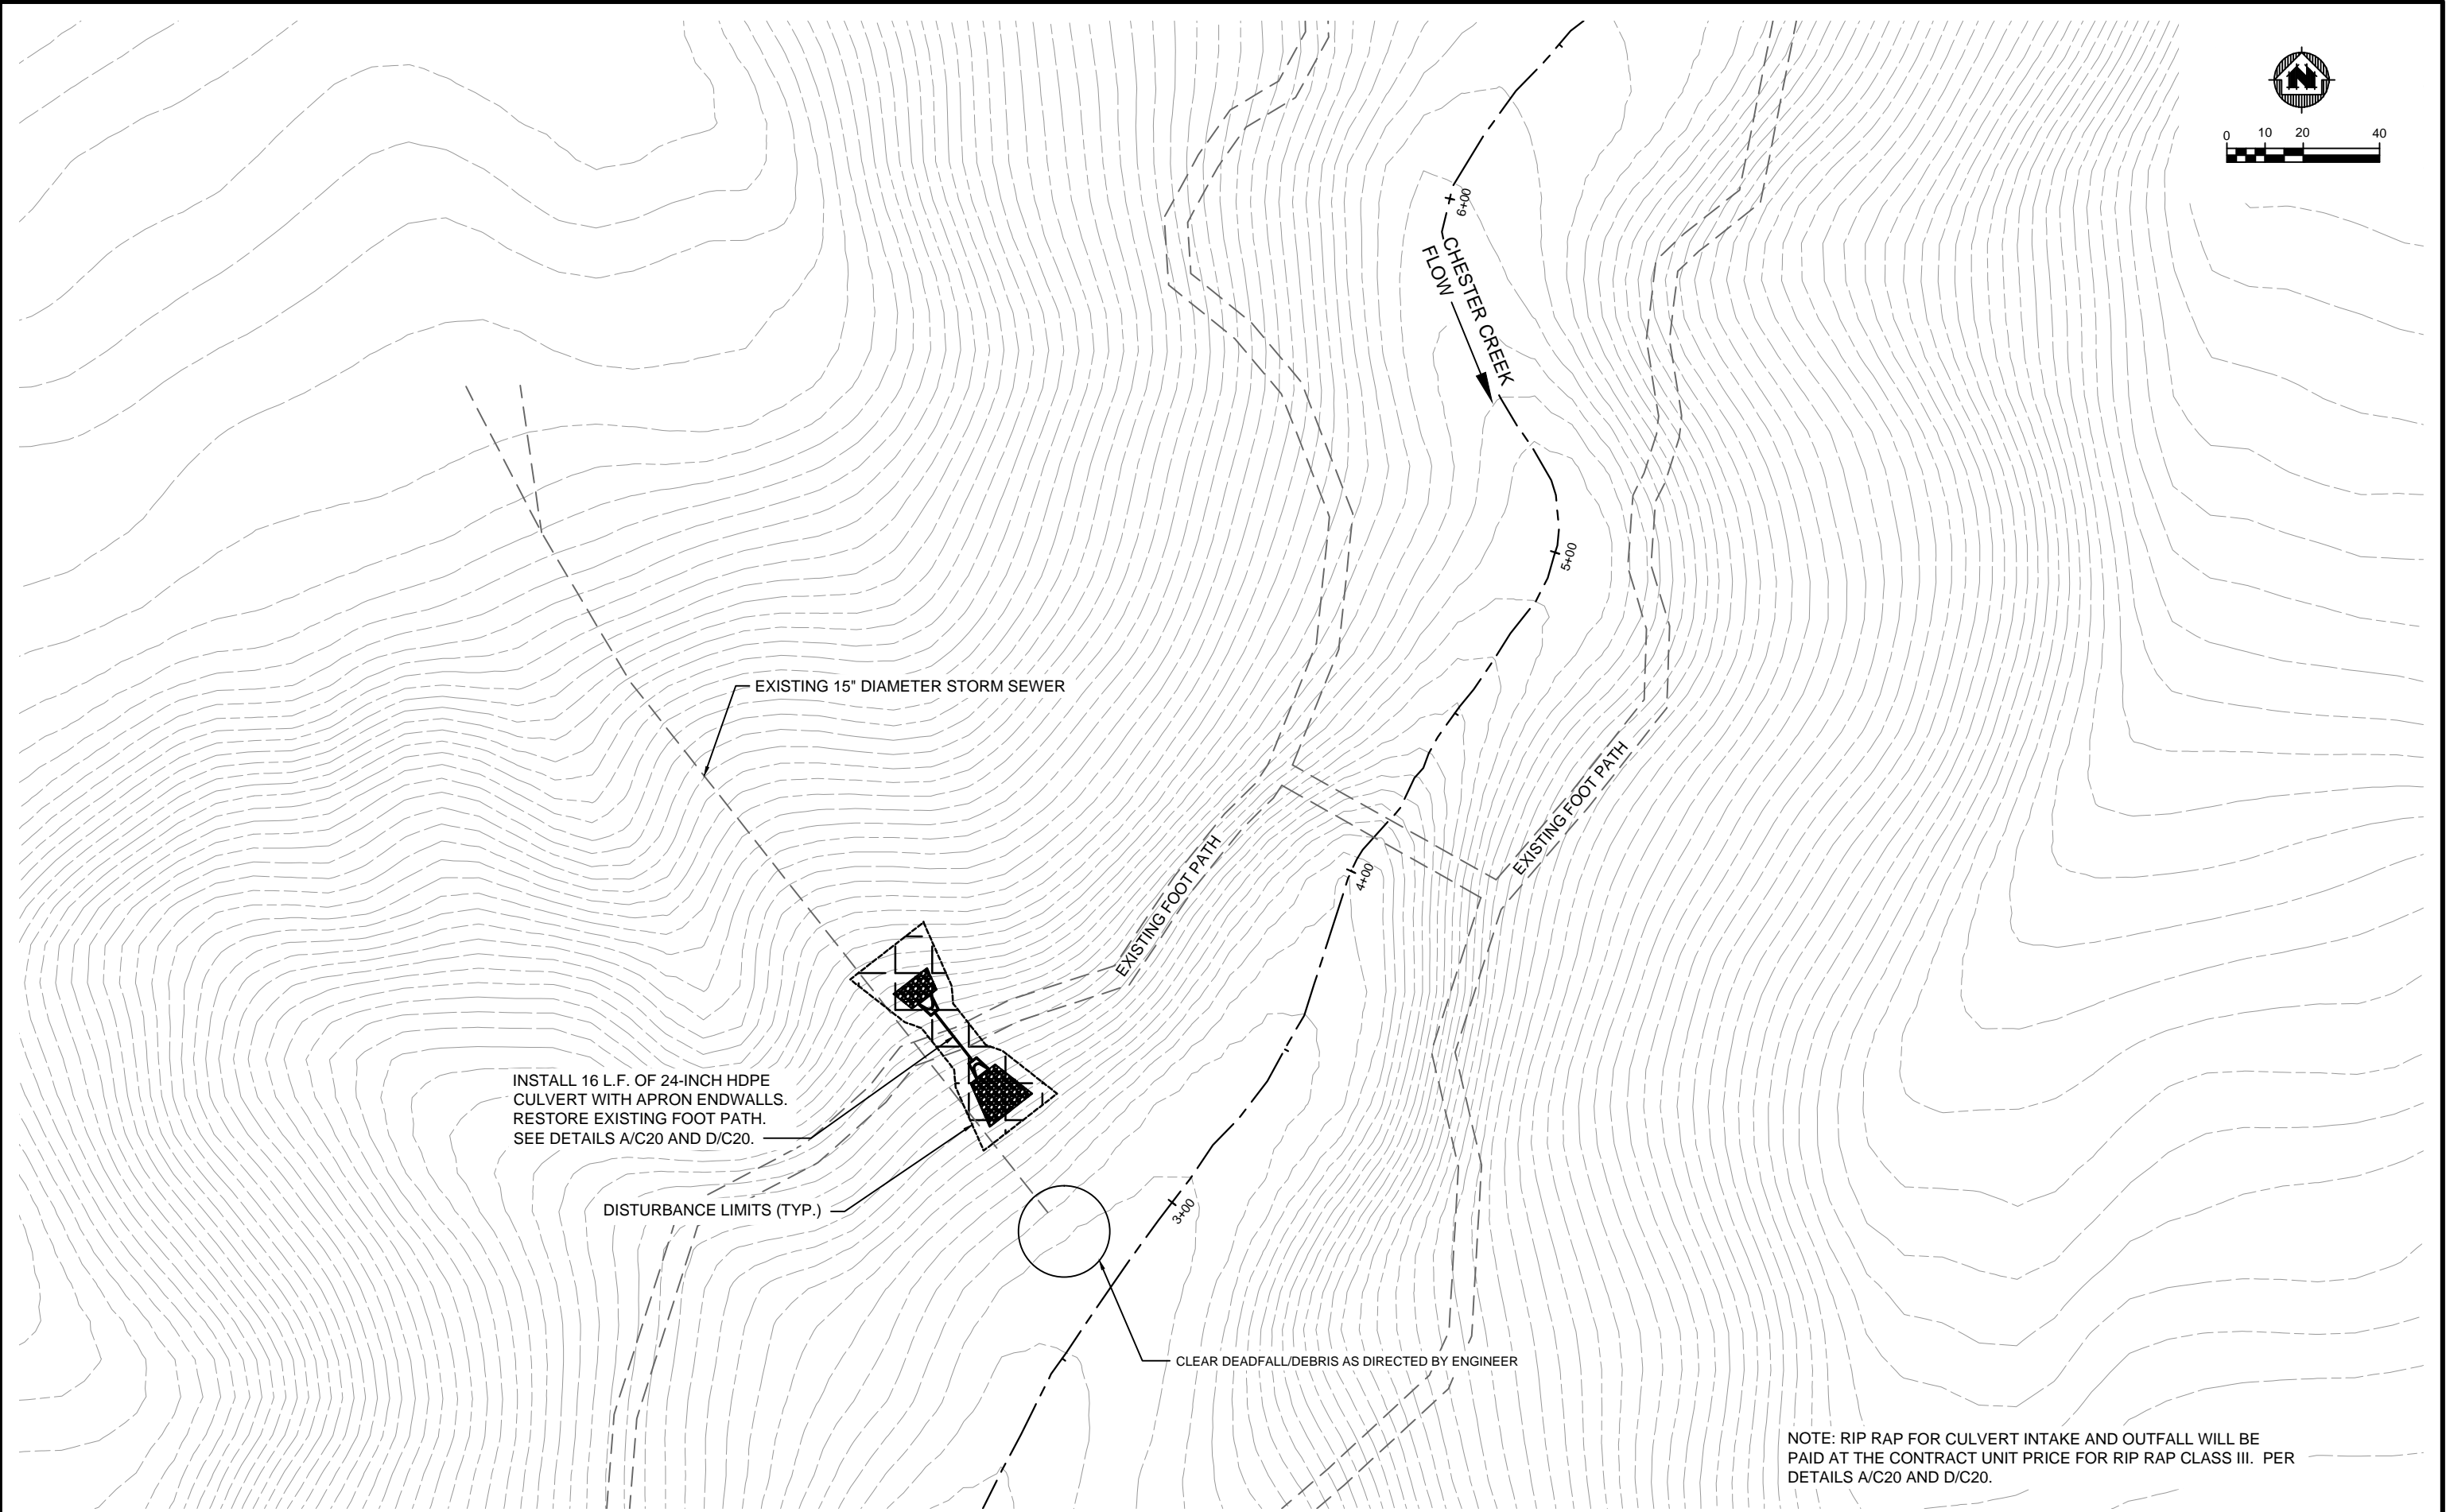 N
0 10 20 40
6+00
CHESTER CREEK
FLOW
5+00
EXISTING 15" DIAMETER STORM SEWER
EXISTING FOOT PATH
EXISTING FOOT PATH
4+00
INSTALL 16 L.F. OF 24-INCH HDPE
CULVERT WITH APRON ENDWALLS.
RESTORE EXISTING FOOT PATH.
SEE DETAILS A/C20 AND D/C20.
DISTURBANCE LIMITS (TYP.)
3+00
CLEAR DEADFALL/DEBRIS AS DIRECTED BY ENGINEER
NOTE: RIP RAP FOR CULVERT INTAKE AND OUTFALL WILL BE
PAID AT THE CONTRACT UNIT PRICE FOR RIP RAP CLASS III. PER
DETAILS A/C20 AND D/C20.